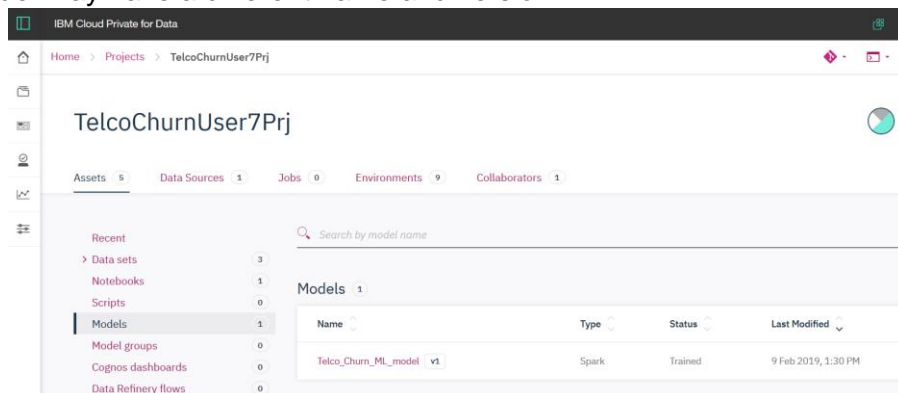 IBM Cloud Private for Data
Home > Projects > TelcoChurnUser7Prj
TelcoChurnUser7Prj
Assets 5 Data Sources 1 Jobs 0 Environments 9 Collaborators 1
Recent
Search by model name
> Data sets 3
Notebooks 1
Models 1
Scripts 0
Models 1
Name Type Status Last Modified
Model groups 0
Telco_Churn_ML_model v1 Spark Trained 9 Feb 2019, 1:30 PM
Cognos dashboards 0
Data Refinery flows 0